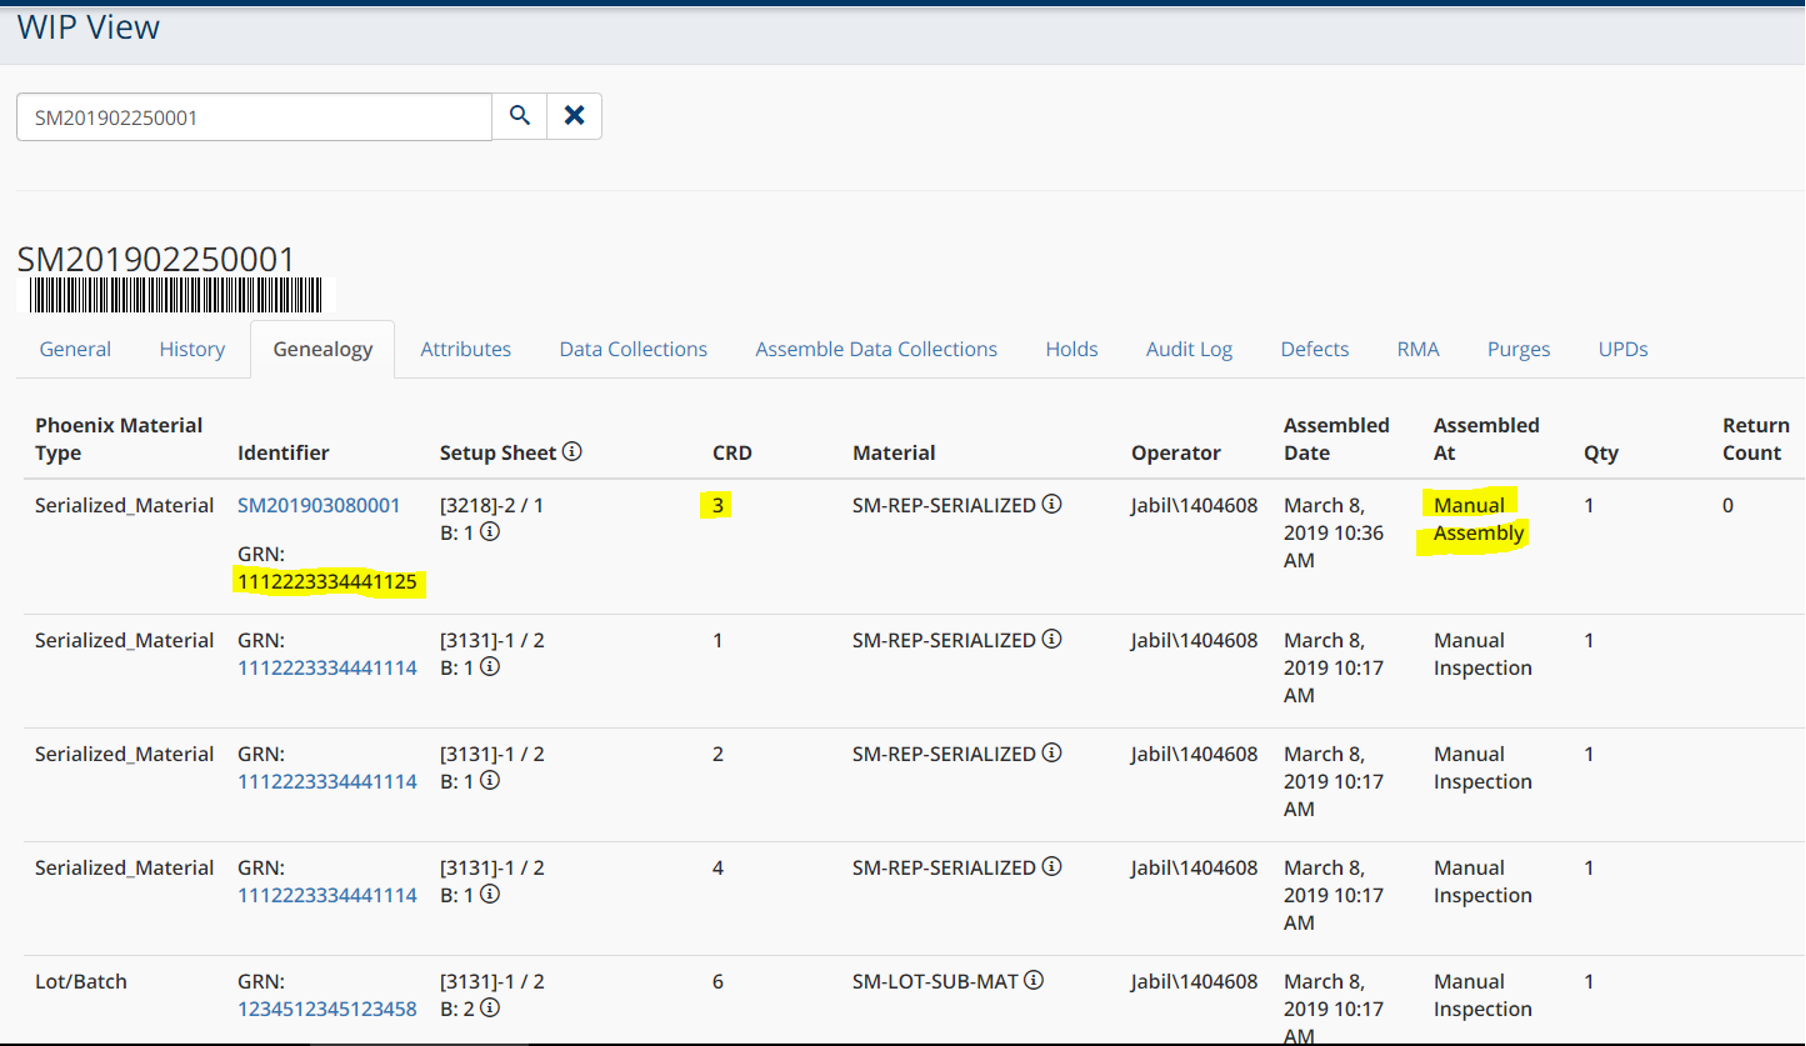 WIP View
SM201902250001
SM201902250001
General History Genealogy Attributes Data Collections Assemble Data Collections Holds Audit Log Defects RMA Purges UPDs
Phoenix Material Assembled Assembled Return
Type Identifier Setup Sheet CRD Material Operator Date At Qty Count
Serialized_Material SM201903080001 [3218]-2 / 1 3 SM-REP-SERIALIZED Jabil\1404608 March 8, Manual 1 0
B: 1 2019 10:36 Assembly
GRN: AM
1112223334441125
Serialized_Material GRN: [3131]-1 / 2 1 SM-REP-SERIALIZED Jabil\1404608 March 8, Manual 1
1112223334441114 B: 1 2019 10:17 Inspection
AM
Serialized_Material GRN: [3131]-1 / 2 2 SM-REP-SERIALIZED Jabil\1404608 March 8, Manual 1
1112223334441114 B: 1 2019 10:17 Inspection
AM
Serialized_Material GRN: [3131]-1 / 2 4 SM-REP-SERIALIZED Jabil\1404608 March 8, Manual 1
1112223334441114 B: 1 2019 10:17 Inspection
AM
Lot/Batch GRN: [3131]-1 / 2 6 SM-LOT-SUB-MAT Jabil\1404608 March 8, Manual 1
1234512345123458 B: 2 2019 10:17 Inspection
AM